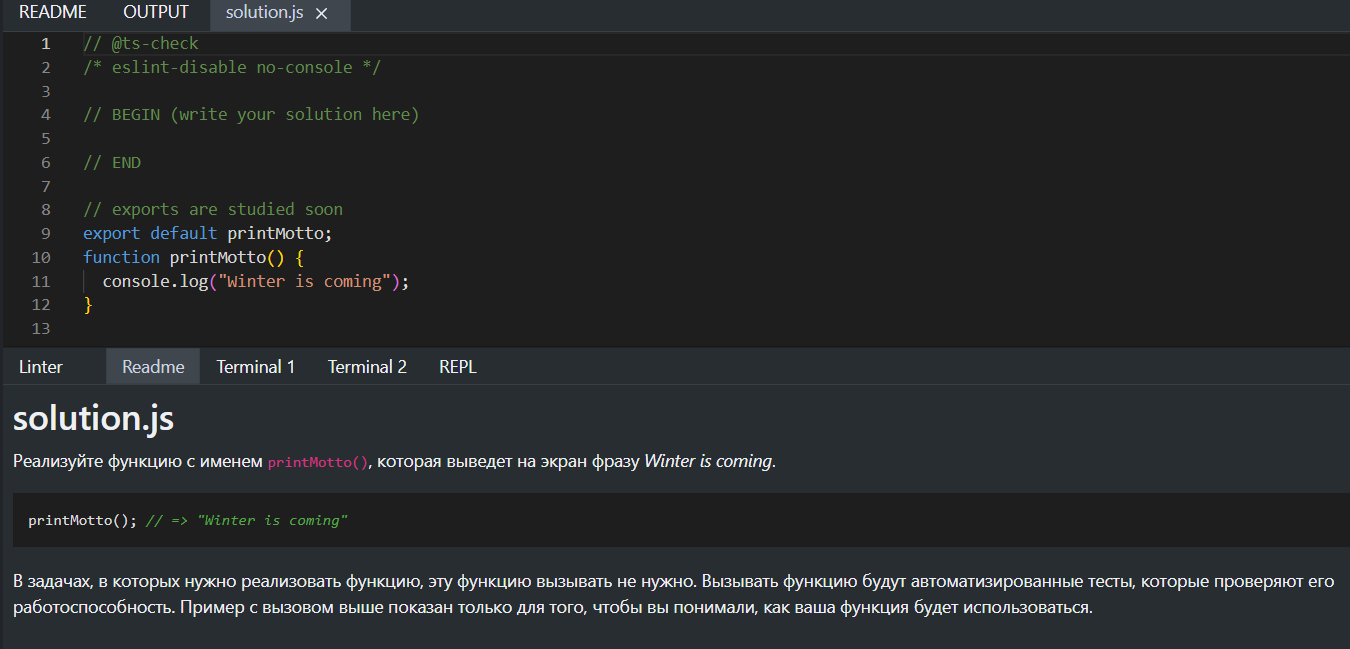 README OUTPUT solution.js ×
1 // @ts-check
2 /* eslint-disable no-console */
3
4 // BEGIN (write your solution here)
5
6 // END
7
8 // exports are studied soon
9 export default printMotto;
10 function printMotto() {
11 console.log("Winter is coming");
12 }
13
Linter Readme Terminal 1 Terminal 2 REPL
solution.js
Реализуйте функцию с именем printMotto(), которая выведет на экран фразу Winter is coming.
printMotto(); // => "Winter is coming"
В задачах, в которых нужно реализовать функцию, эту функцию вызывать не нужно. Вызывать функцию будут автоматизированные тесты, которые проверяют его
работоспособность. Пример с вызовом выше показан только для того, чтобы вы понимали, как ваша функция будет использоваться.